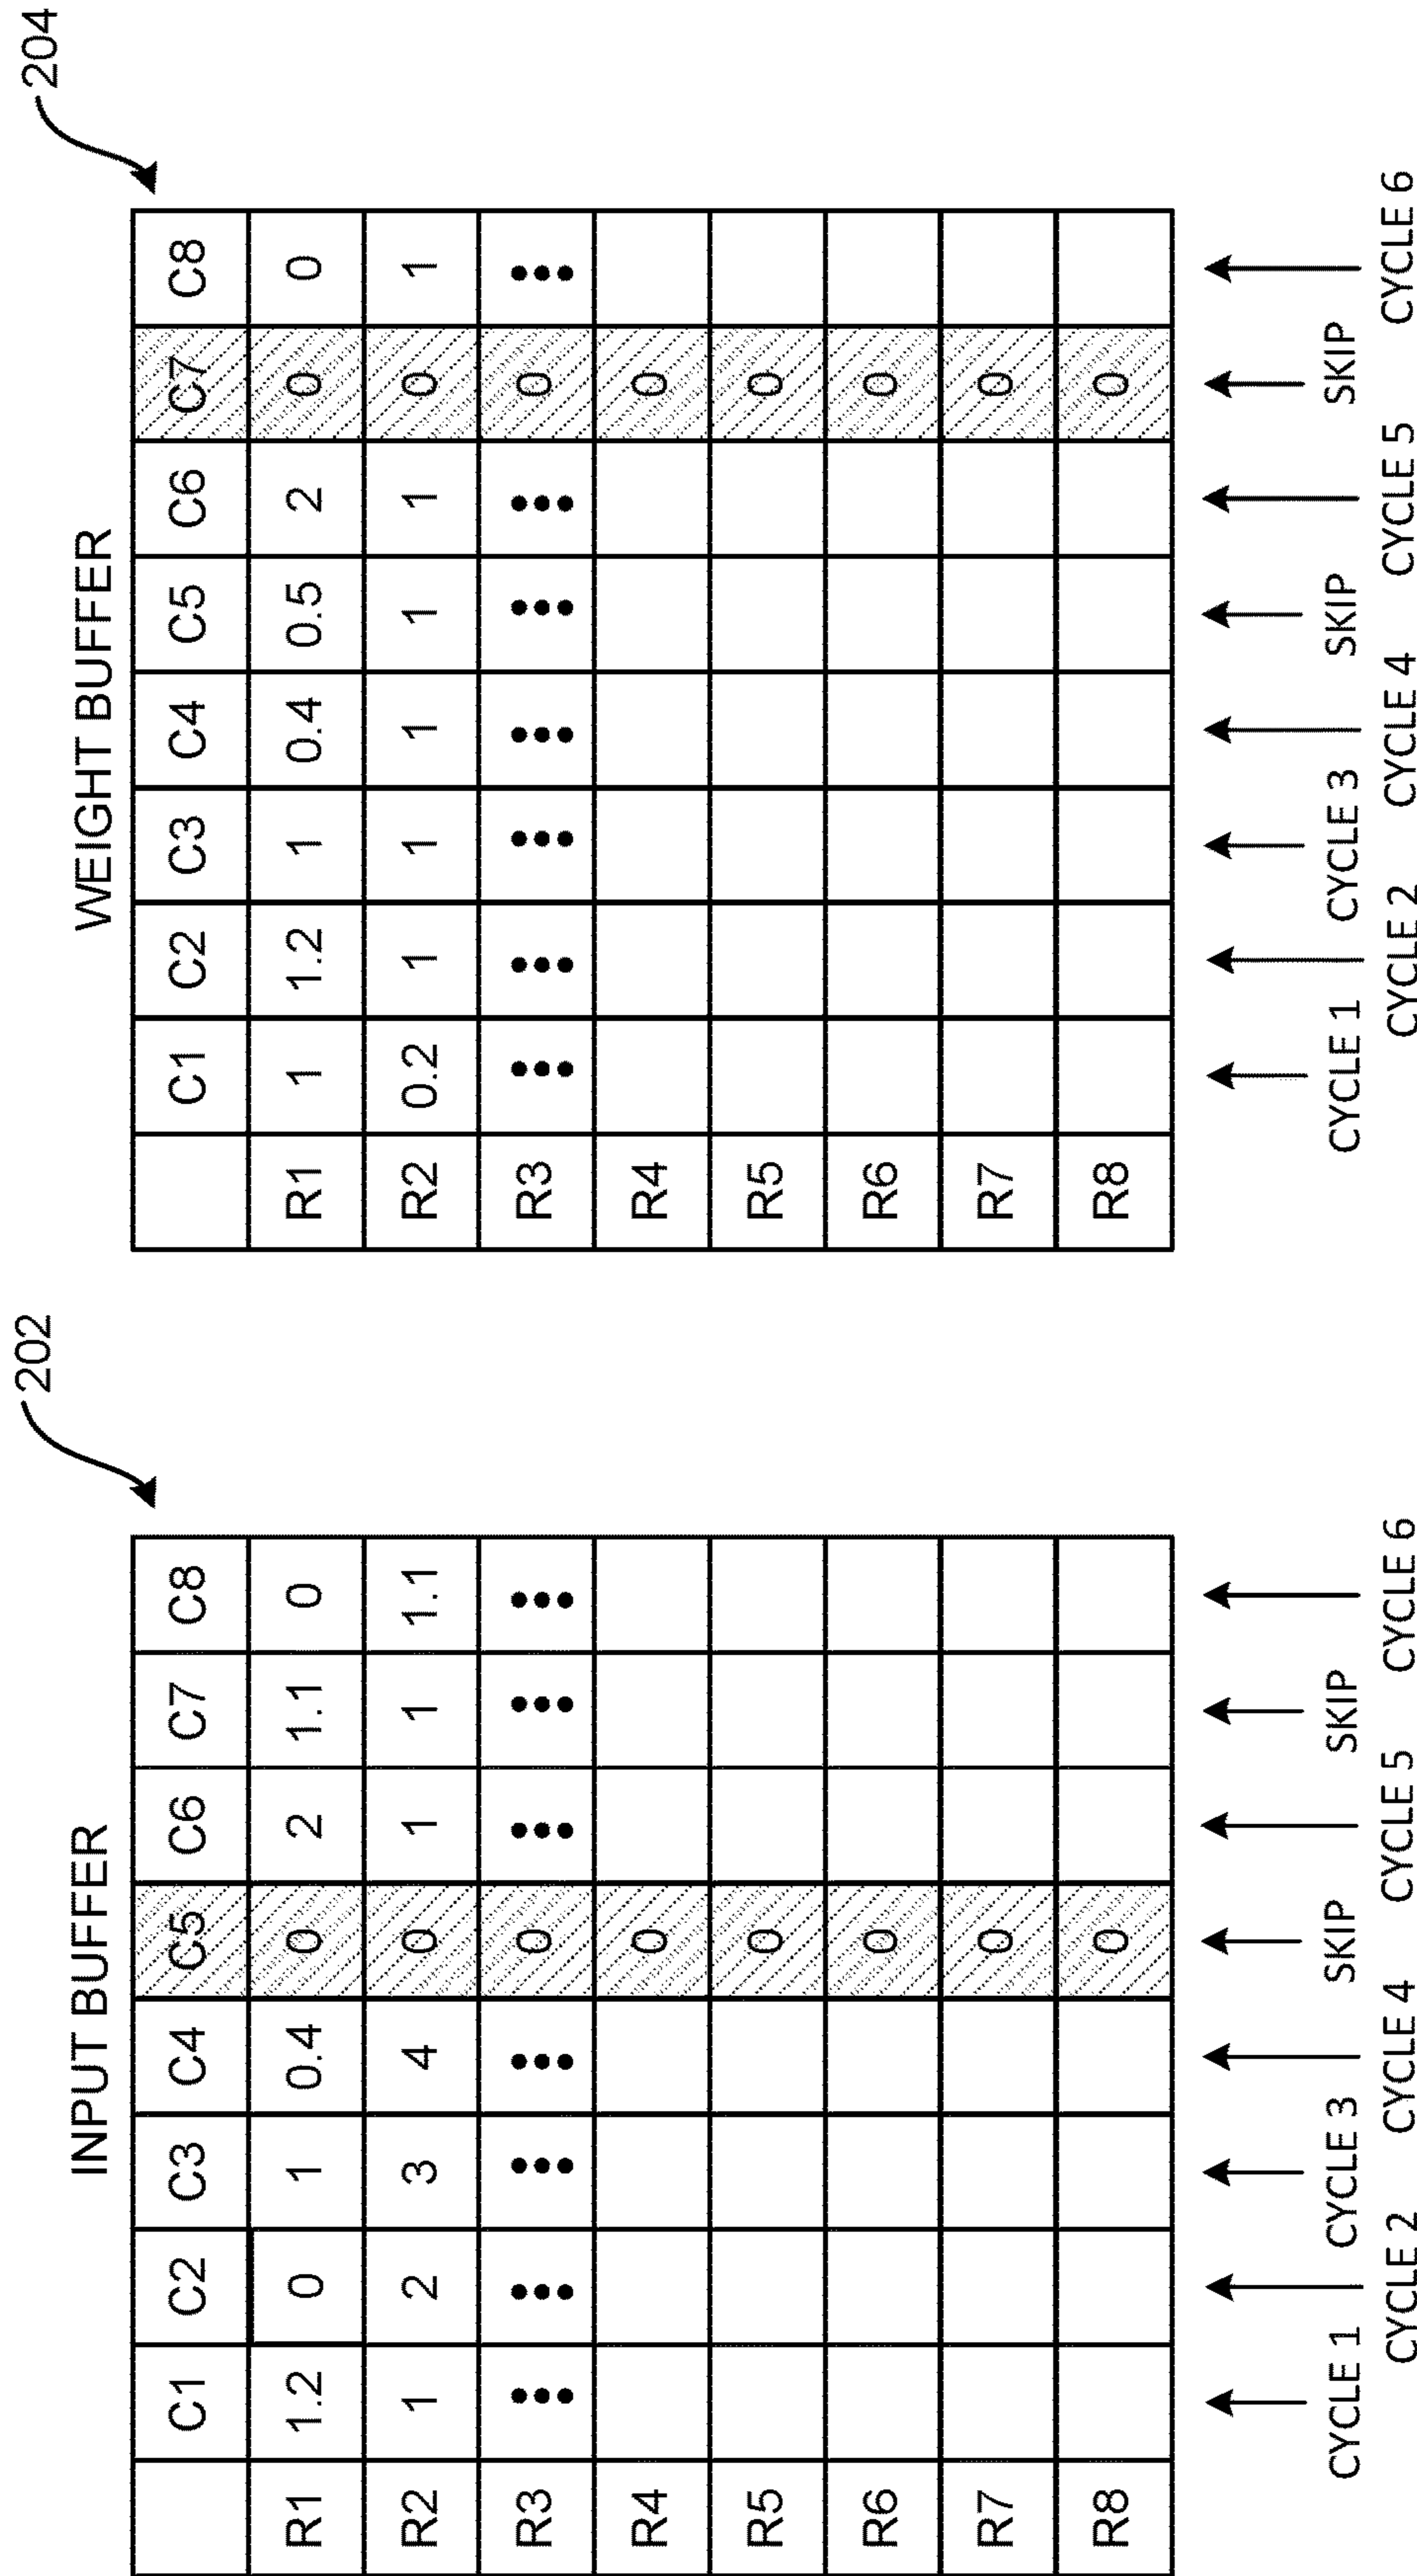 202
INPUT BUFFER
C1 C2 C3 C4 C5 C6 C7 C8
R1 1.2 0 1 0.4 0 2 1.1 0
R2 1 2 3 4 0 1 1 1.1
R3 ••• ••• ••• ••• 0 ••• ••• •••
R4 0
R5 0
R6 0
R7 0
R8 0
CYCLE 1 CYCLE 3 SKIP SKIP
CYCLE 2 CYCLE 4 CYCLE 5 CYCLE 6
204
WEIGHT BUFFER
C1 C2 C3 C4 C5 C6 C7 C8
R1 1 1.2 1 0.4 0.5 2 0 0
R2 0.2 1 1 1 1 1 0 1
R3 ••• ••• ••• ••• ••• ••• 0 •••
R4 0
R5 0
R6 0
R7 0
R8 0
CYCLE 1 CYCLE 3 SKIP SKIP
CYCLE 2 CYCLE 4 CYCLE 5 CYCLE 6